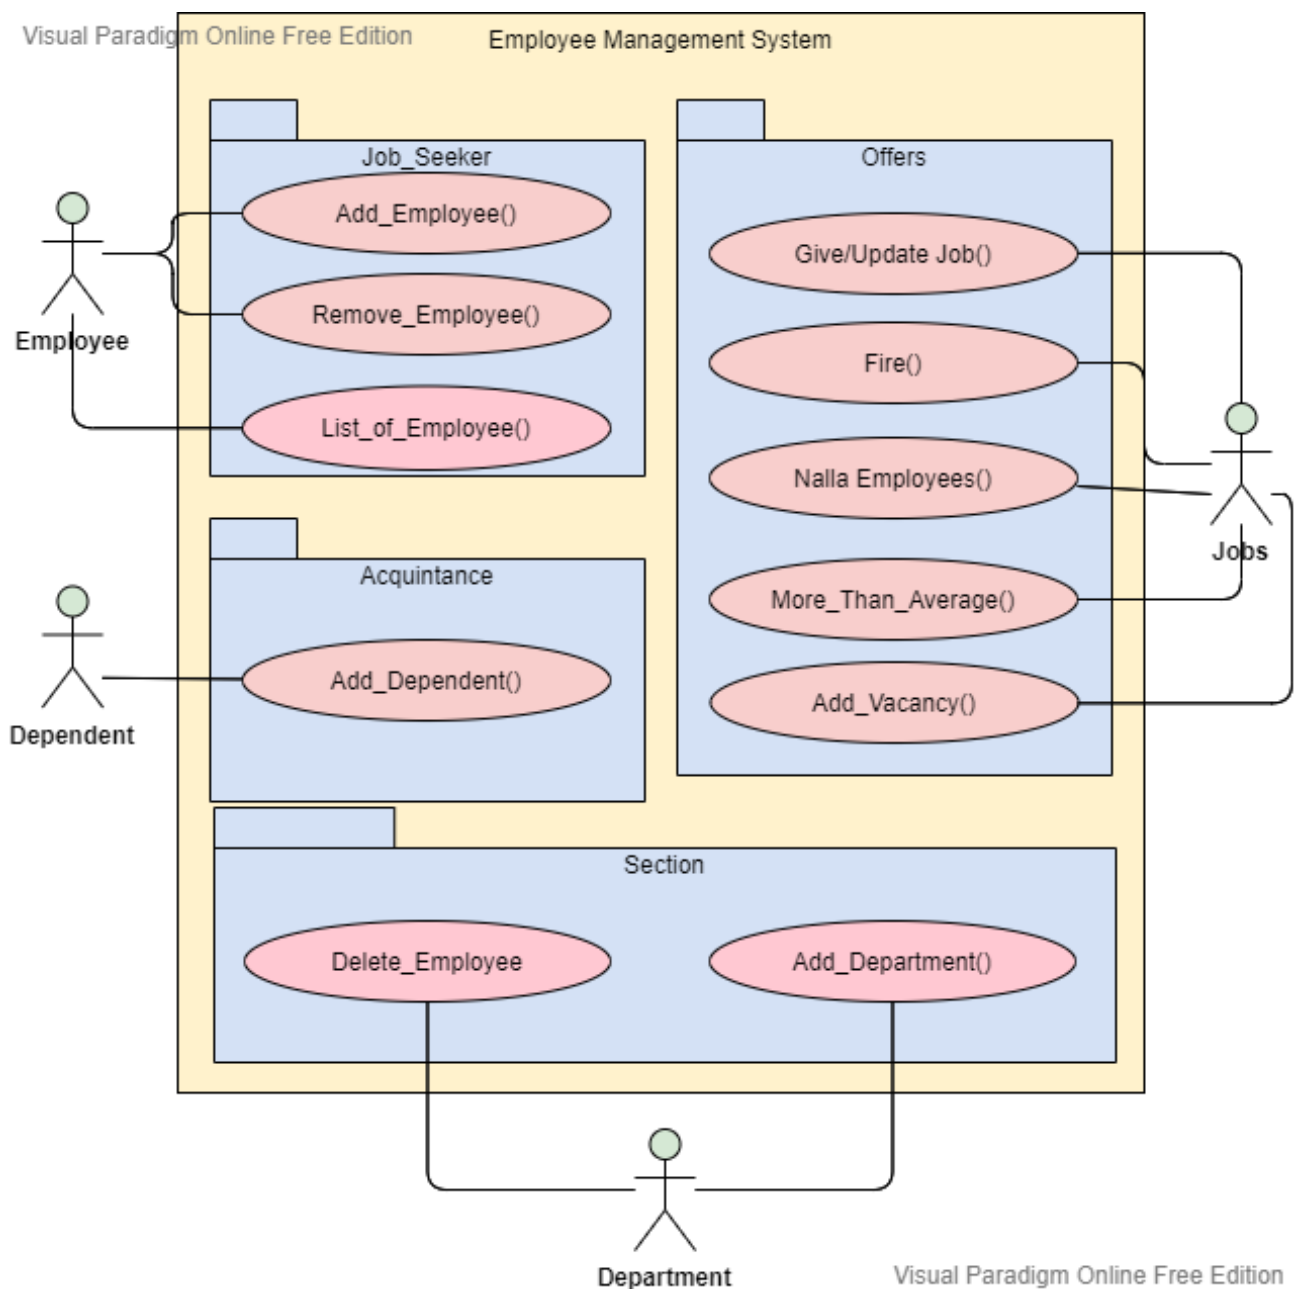 Visual Paradigm Online Free Edition
Employee Management System
Job_Seeker
Add_Employee()
Remove_Employee()
List_of_Employee()
Employee
Offers
Give/Update Job()
Fire()
Nalla Employees()
More_Than_Average()
Add_Vacancy()
Jobs
Acquintance
Add_Dependent()
Dependent
Section
Delete_Employee
Add_Department()
Department
Visual Paradigm Online Free Edition